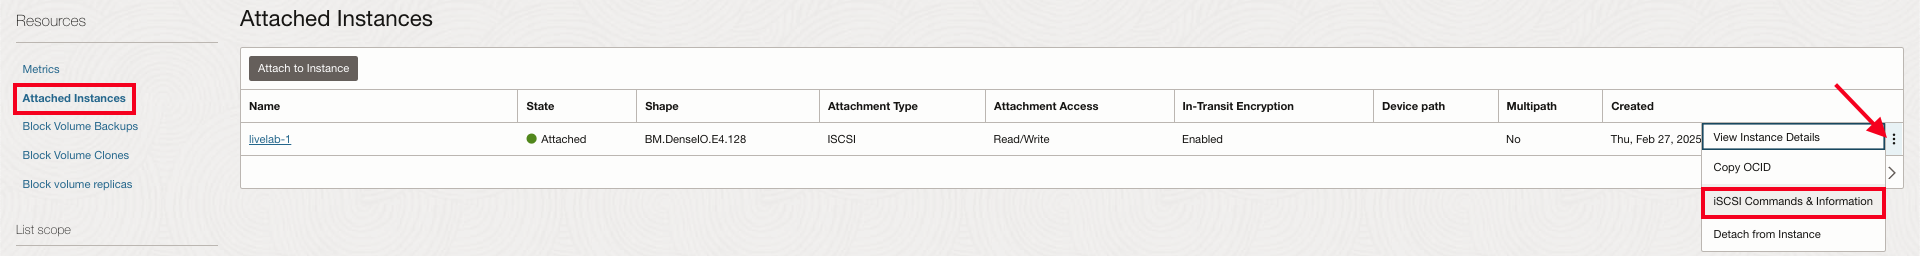 Resources
Metrics
Attached Instances
Block Volume Backups
Block Volume Clones
Block volume replicas
List scope
Attached Instances
Attach to Instance
Name State Shape Attachment Type Attachment Access In-Transit Encryption Device path Multipath Created
livelab-1 Attached BM.DenseIO.E4.128 ISCSI Read/Write Enabled No Thu, Feb 27, 2025
View Instance Details
Copy OCID
iSCSI Commands & Information
Detach from Instance